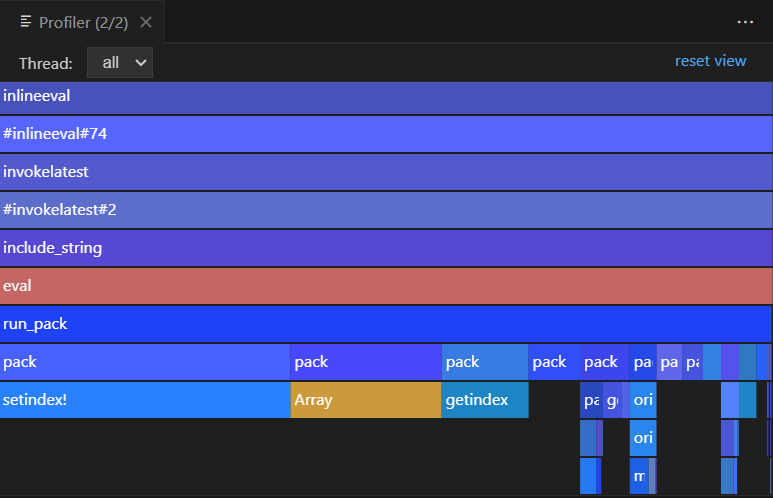 Profiler (2/2)
Thread: all reset view
inlineeval
#inlineeval#74
invokelatest
#invokelatest#2
include_string
eval
run_pack
pack pack pack pack pack pa pa pa
setindex! Array getindex pa g ori
ori
m